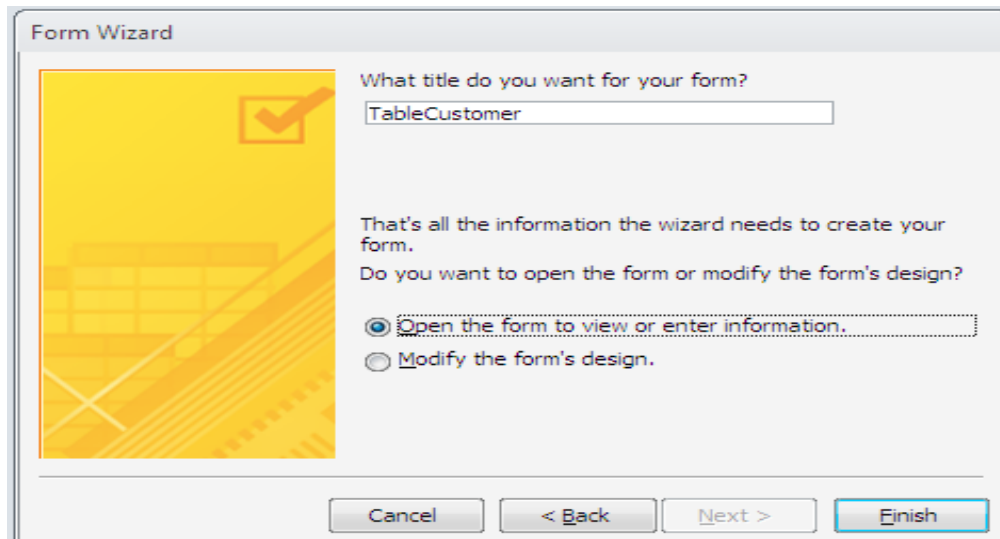 Form Wizard
What title do you want for your form?
TableCustomer
That's all the information the wizard needs to create your
form.
Do you want to open the form or modify the form's design?
Open the form to view or enter information.
Modify the form's design.
Cancel
< Back
Next >
Finish